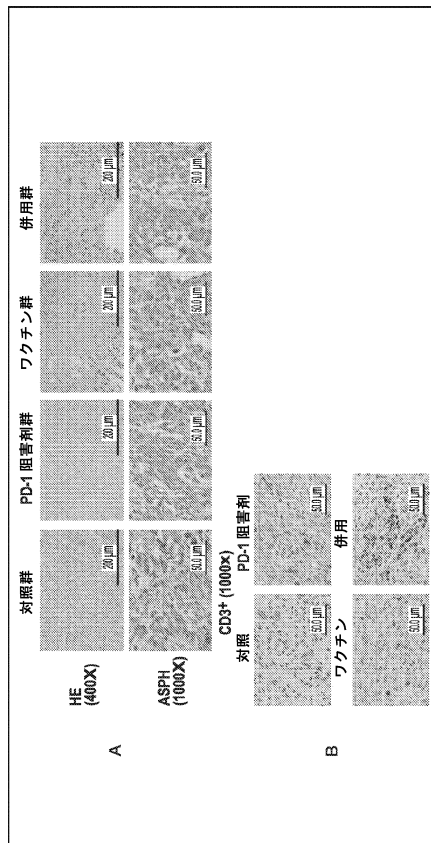 対照群 PD-1 阻害剤群 ワクチン群 併用群
A
HE
(400X)
200 μm 200 μm 200 μm 200 μm
ASPH
(1000X)
50.0 μm 50.0 μm 50.0 μm 50.0 μm
CD3+ (1000x)
対照 PD-1 阻害剤
B
50.0 μm 50.0 μm
ワクチン 併用
50.0 μm 50.0 μm